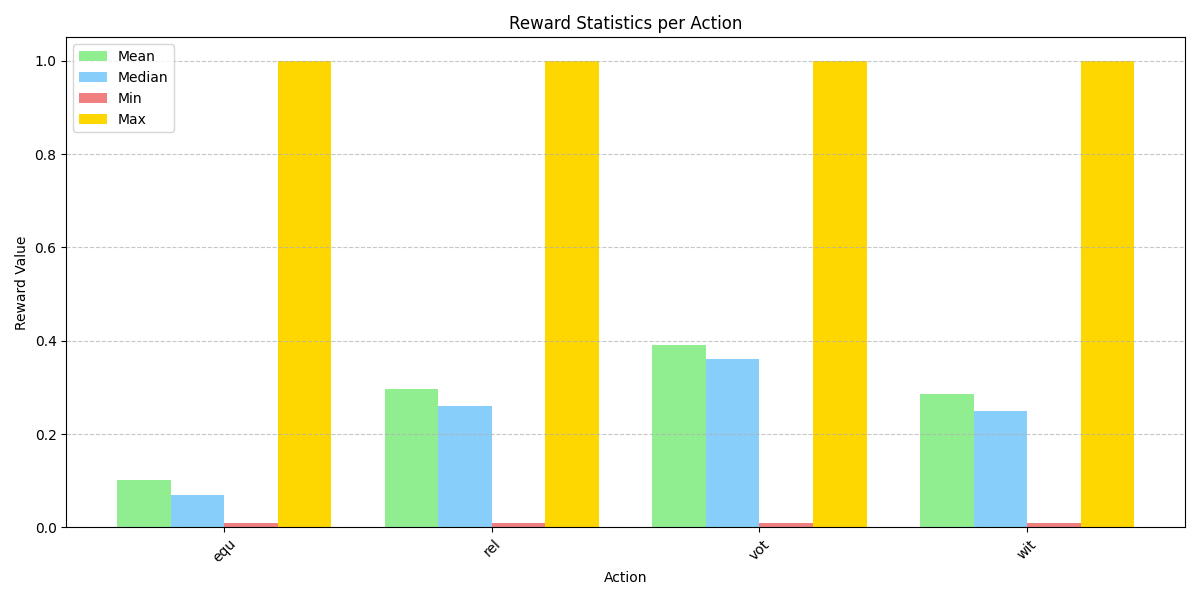 Reward Statistics per Action
Mean
Median
Min
Max
Reward Value
1.0
0.8
0.6
0.4
0.2
0.0
equ
rel
vot
wit
Action